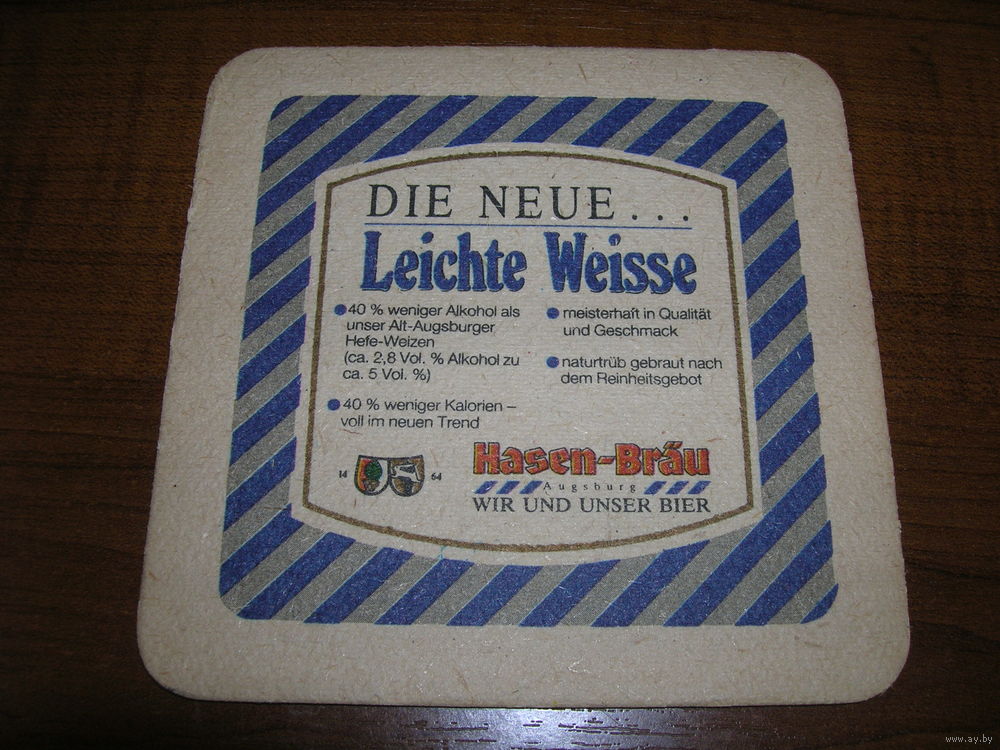 DIE NEUE...
Leichte Weisse
40 % weniger Alkohol als
unser Alt-Augsburger
Hefe-Weizen
(ca. 2,8 Vol. % Alkohol zu
ca. 5 Vol. %)
40 % weniger Kalorien –
voll im neuen Trend
meisterhaft in Qualität
und Geschmack
naturtrüb gebraut nach
dem Reinheitsgebot
14 64
Hasen-Bräu
Augsburg
WIR UND UNSER BIER
www.ay.by